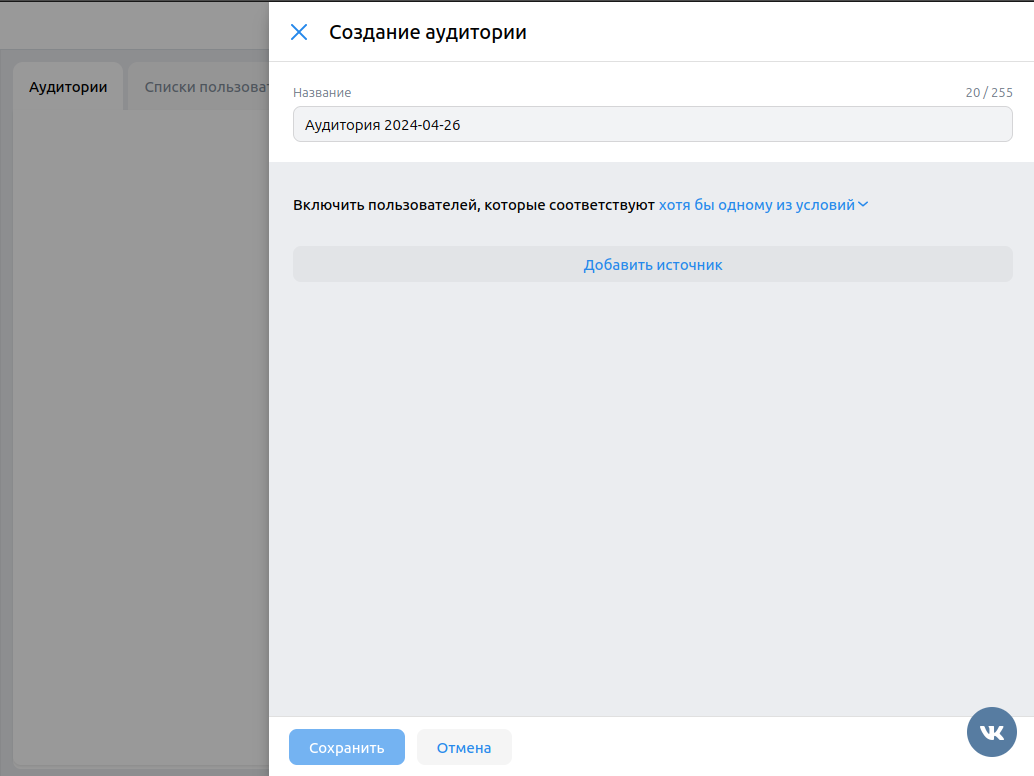 Создание аудитории
Аудитории
Списки пользоват
Название
20 / 255
Аудитория 2024-04-26
Включить пользователей, которые соответствуют хотя бы одному из условий
Добавить источник
Сохранить
Отмена